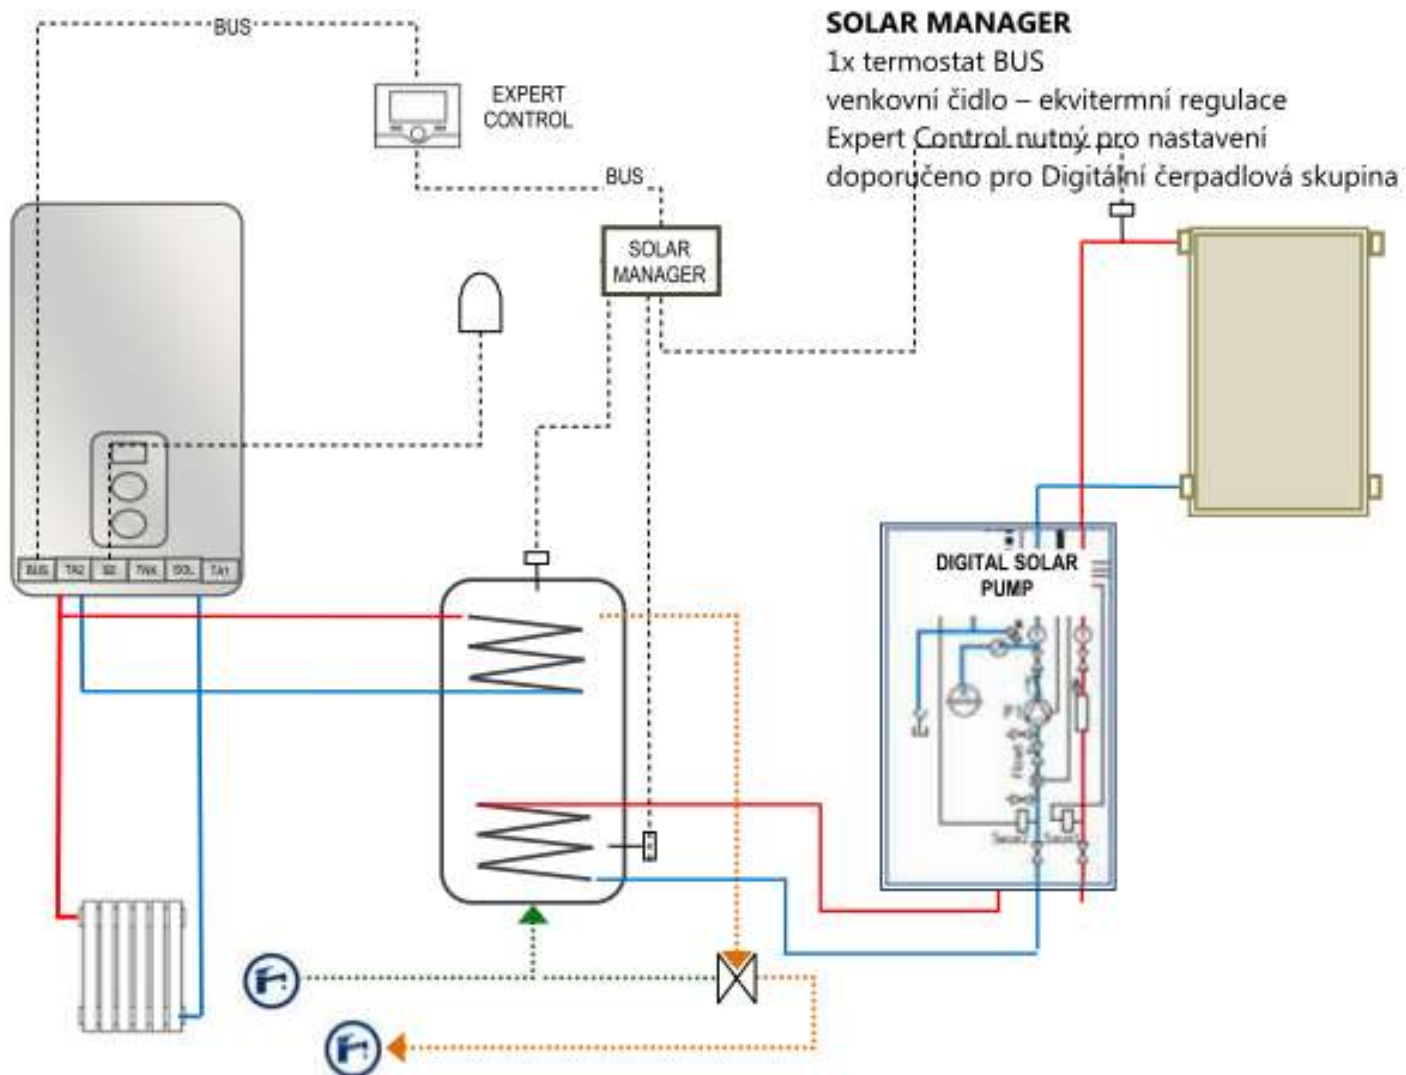 SOLAR MANAGER
1x termostat BUS
venkovní čidlo – ekvitermní regulace
Expert Control nutný pro nastavení
doporučeno pro Digitální čerpadlová skupina
BUS
EXPERT
CONTROL
BUS
SOLAR
MANAGER
BUS TA2 SE TNK SOL TA1
DIGITAL SOLAR
PUMP